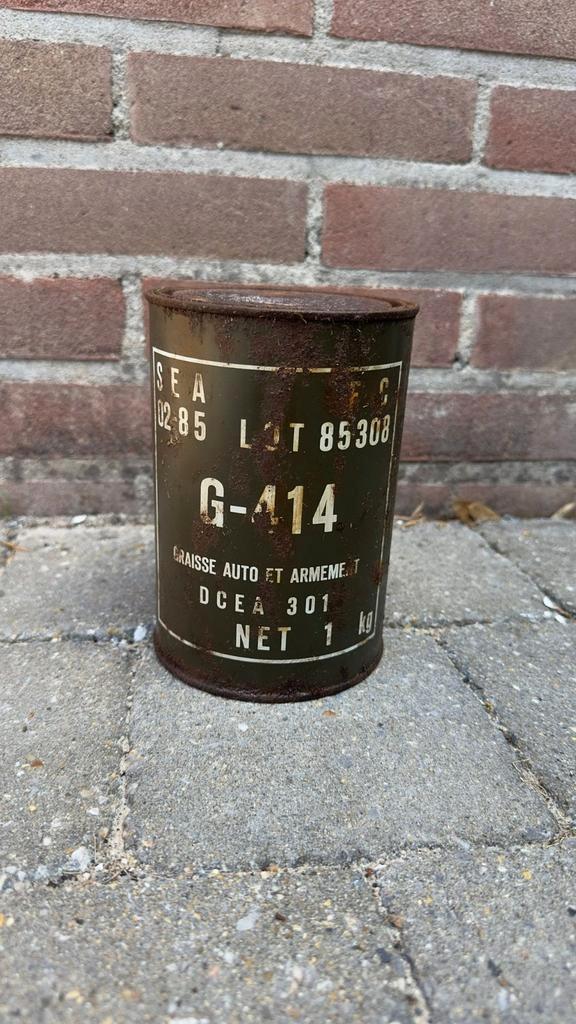 SEA
02-85 LOT 85308
G-414
GRAISSE AUTO ET ARMEMENT
DCEA 301
NET 1 kg